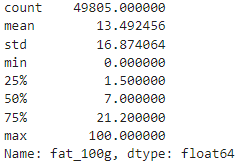 count    49805.000000
mean        13.492456
std         16.874064
min          0.000000
25%          1.500000
50%          7.000000
75%         21.200000
max        100.000000
Name: fat_100g, dtype: float64